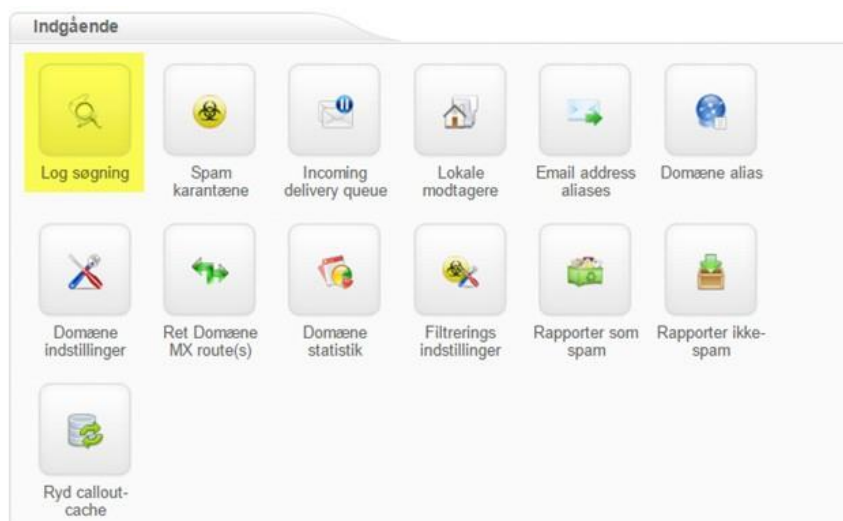 Indgående
Log søgning
Spam
karantæne
Incoming
delivery queue
Lokale
modtagere
Email address
aliases
Domæne alias
Domæne
indstillinger
Ret Domæne
MX route(s)
Domæne
statistik
Filtrerings
indstillinger
Rapporter som
spam
Rapporter ikke-
spam
Ryd callout-
cache